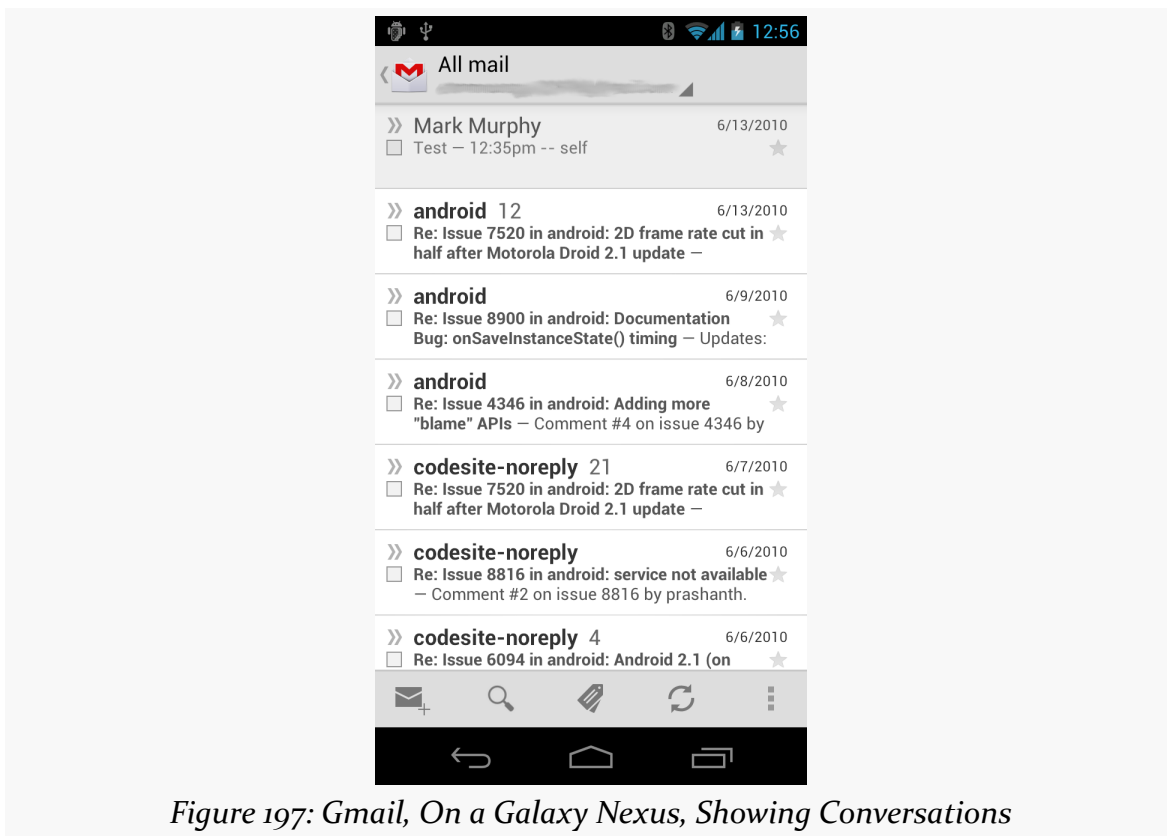 12:56
All mail
Mark Murphy 6/13/2010
Test — 12:35pm -- self
android 12 6/13/2010
Re: Issue 7520 in android: 2D frame rate cut in
half after Motorola Droid 2.1 update —
android 6/9/2010
Re: Issue 8900 in android: Documentation
Bug: onSaveInstanceState() timing — Updates:
android 6/8/2010
Re: Issue 4346 in android: Adding more
"blame" APIs — Comment #4 on issue 4346 by
codesite-noreply 21 6/7/2010
Re: Issue 7520 in android: 2D frame rate cut in
half after Motorola Droid 2.1 update —
codesite-noreply 6/6/2010
Re: Issue 8816 in android: service not available
— Comment #2 on issue 8816 by prashanth.
codesite-noreply 4 6/6/2010
Re: Issue 6094 in android: Android 2.1 (on
Figure 197: Gmail, On a Galaxy Nexus, Showing Conversations